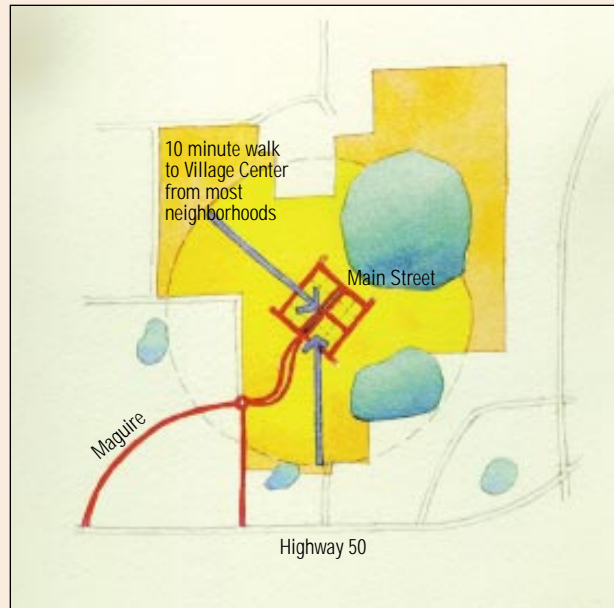 10 minute walk
to Village Center
from most
neighborhoods
Main Street
Maguire
Highway 50